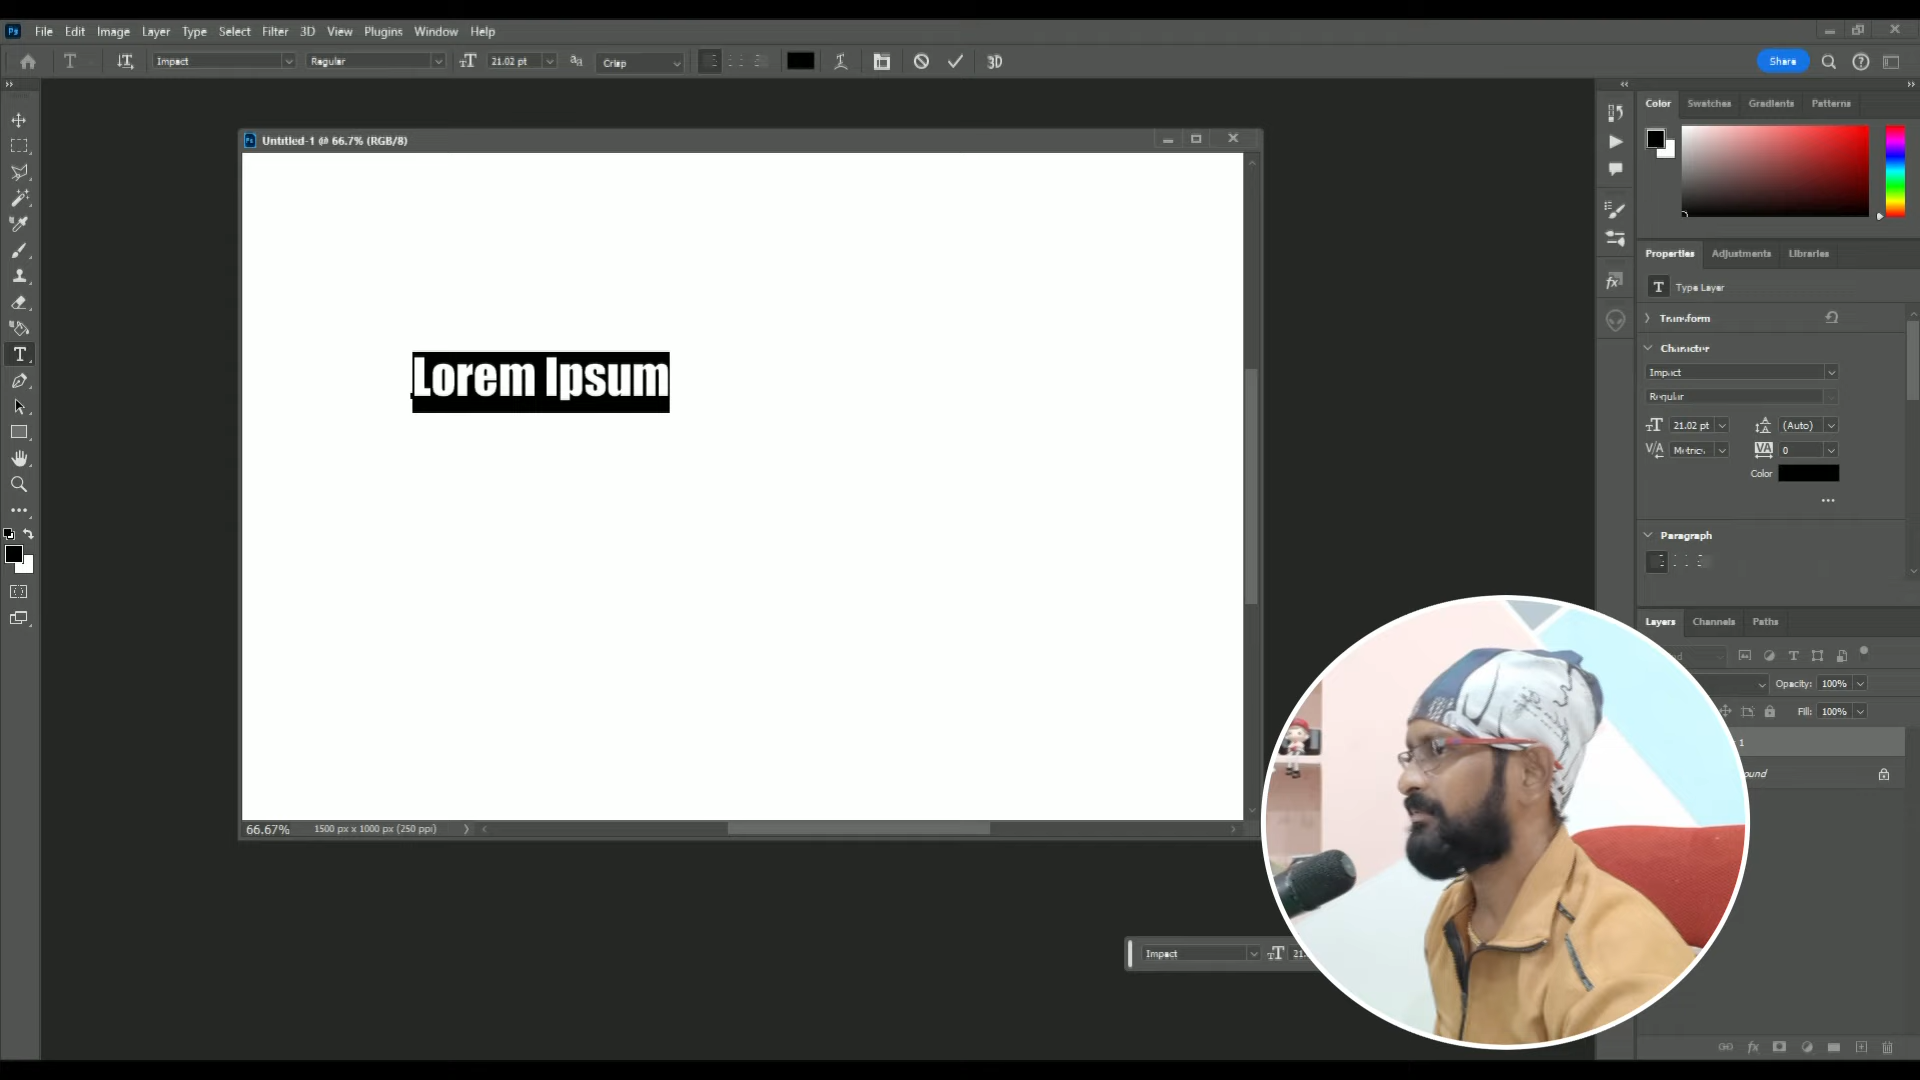 Ps File Edit Image Layer Type Select Filter 3D View Plugins Window Help
Impact Regular 21.02 pt Crisp 3D Share
Color Swatches Gradients Patterns
Untitled-1 @ 66.7% (RGB/8)
Properties Adjustments Libraries
T Type Layer
Transform
Character
Impact
Regular
21.02 pt (Auto)
Metrics 0
Color
Paragraph
Lorem Ipsum
Layers Channels Paths
Opacity: 100%
Fill: 100%
1
66.67% 1500 px x 1000 px (250 ppi)
Impact